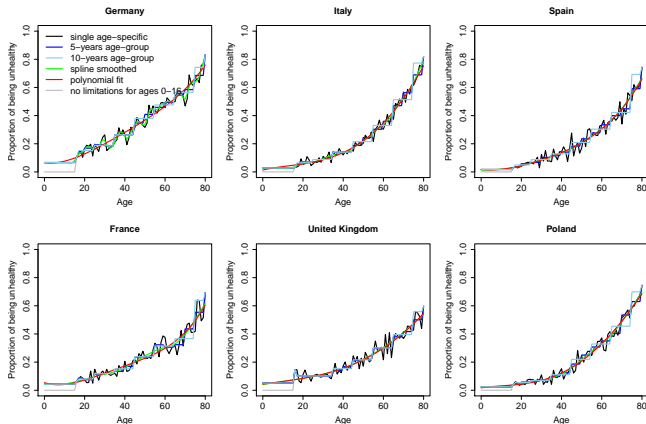 Germany
Proportion of being unhealthy
0.0 0.2 0.4 0.6 0.8 1.0
single age-specific
5-years age-group
10-years age-group
spline smoothed
polynomial fit
no limitations for ages 0-16
0 20 40 60 80
Age
Italy
Proportion of being unhealthy
0.0 0.2 0.4 0.6 0.8 1.0
0 20 40 60 80
Age
Spain
Proportion of being unhealthy
0.0 0.2 0.4 0.6 0.8 1.0
0 20 40 60 80
Age
France
Proportion of being unhealthy
0.0 0.2 0.4 0.6 0.8 1.0
0 20 40 60 80
Age
United Kingdom
Proportion of being unhealthy
0.0 0.2 0.4 0.6 0.8 1.0
0 20 40 60 80
Age
Poland
Proportion of being unhealthy
0.0 0.2 0.4 0.6 0.8 1.0
0 20 40 60 80
Age